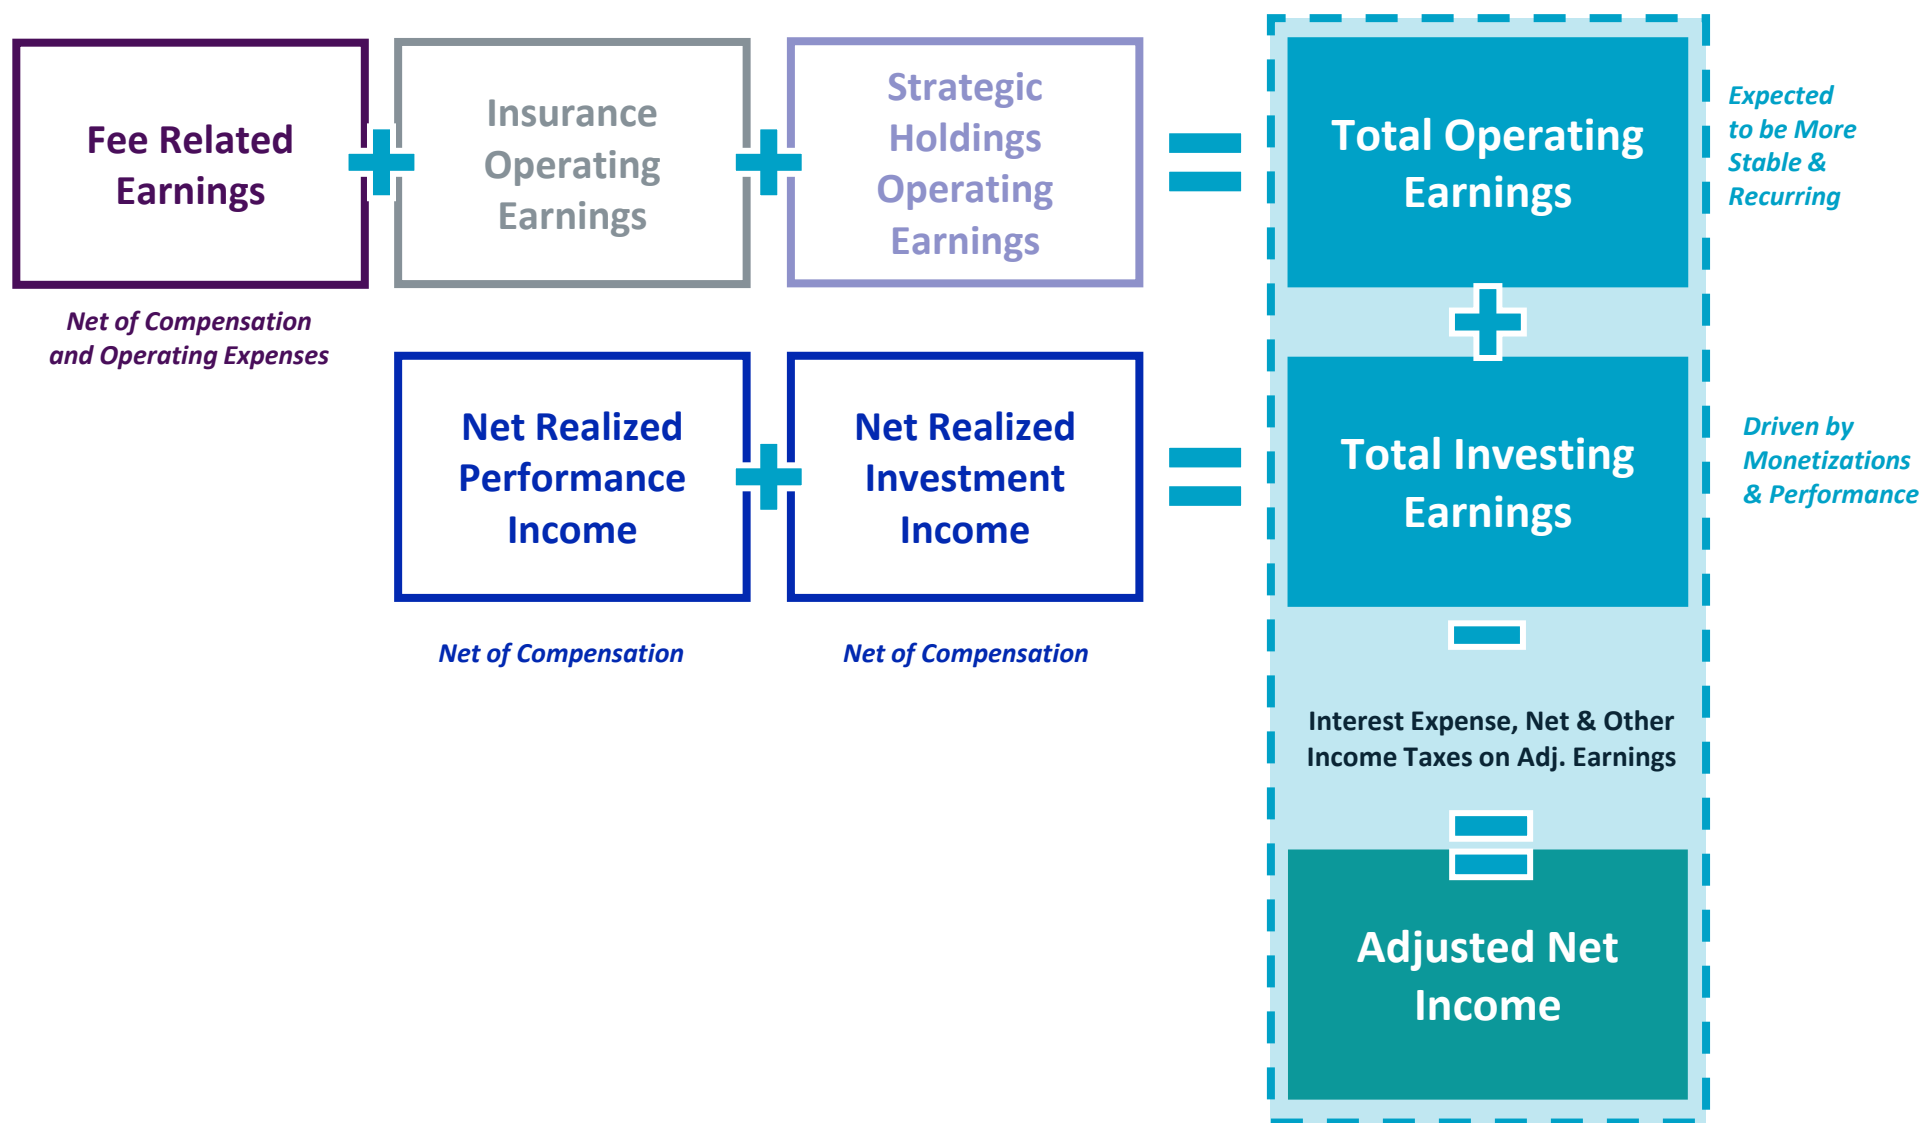 Fee Related
Earnings
Net of Compensation
and Operating Expenses
Insurance
Operating
Earnings
Strategic
Holdings
Operating
Earnings
Total Operating
Earnings
Expected
to be More
Stable &
Recurring
Net Realized
Performance
Income
Net of Compensation
Net Realized
Investment
Income
Net of Compensation
Total Investing
Earnings
Driven by
Monetizations
& Performance
Interest Expense, Net & Other
Income Taxes on Adj. Earnings
Adjusted Net
Income